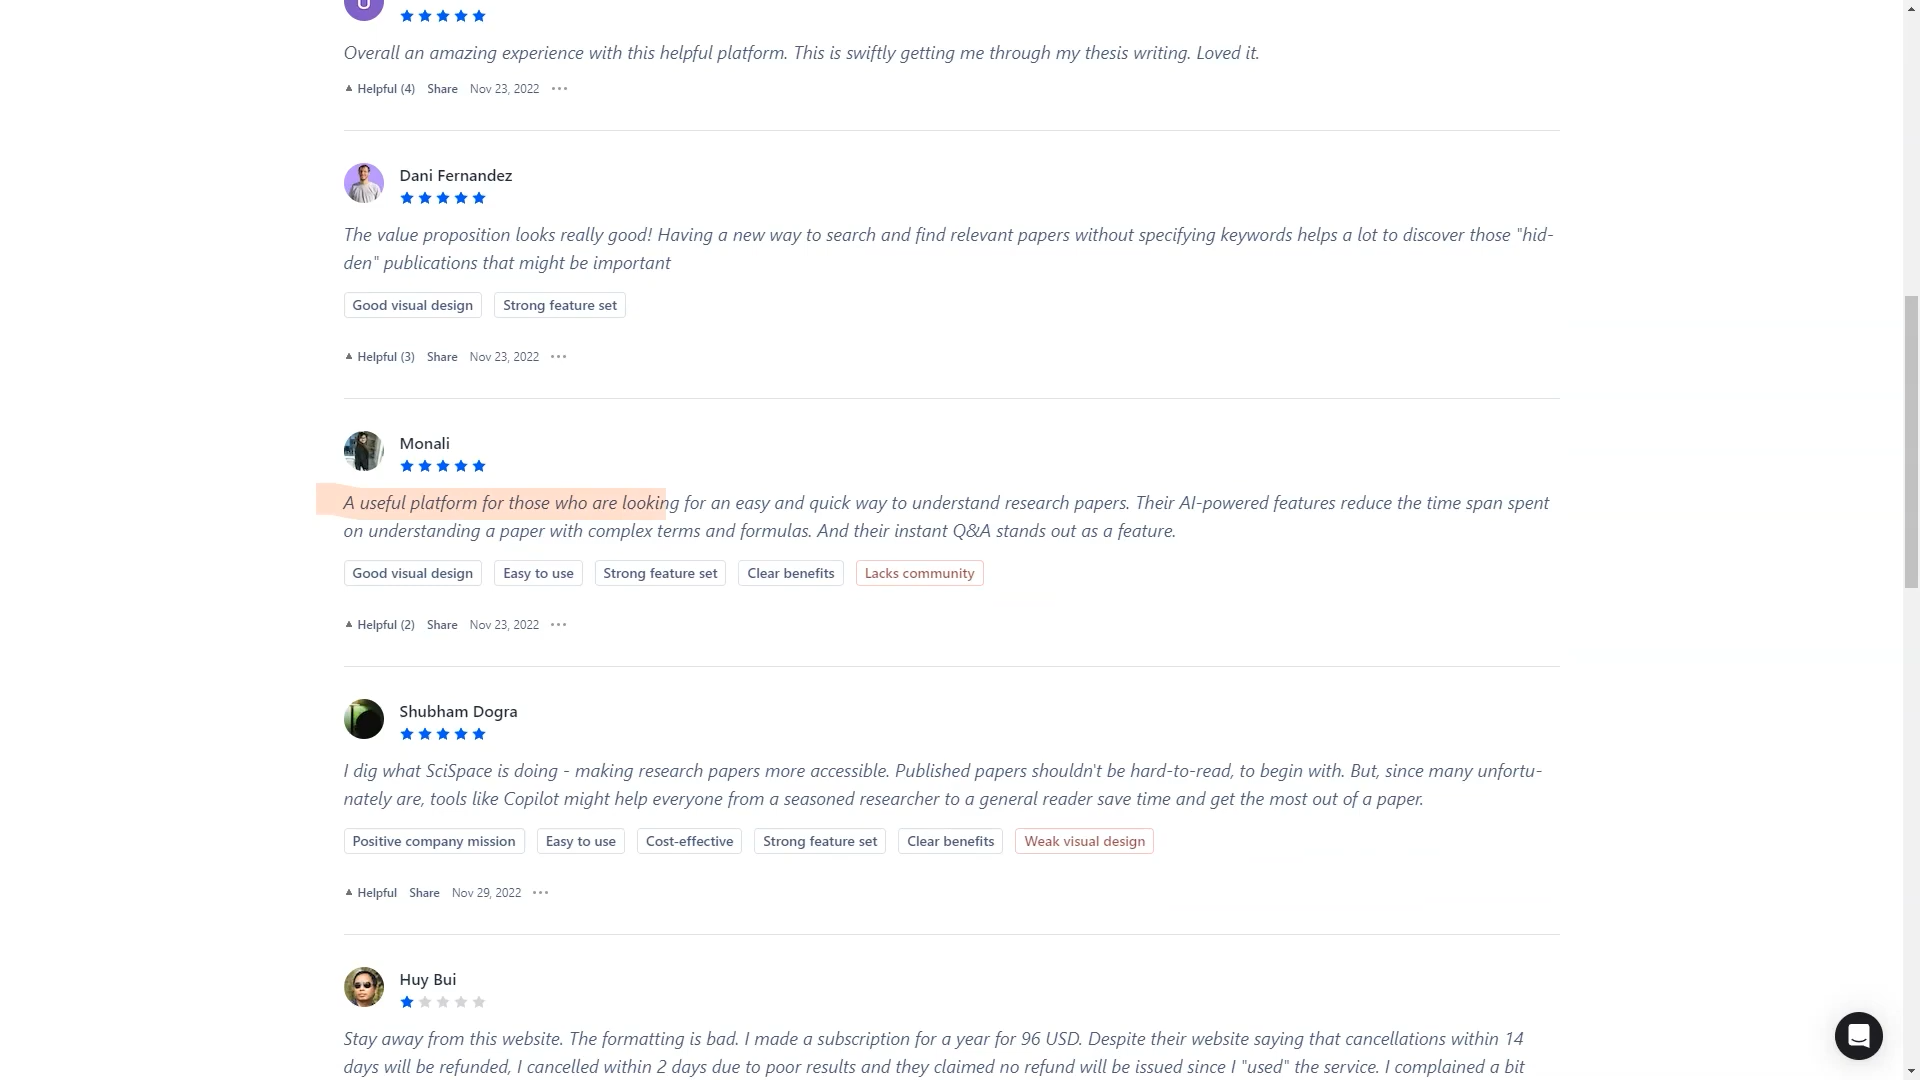 U
Overall an amazing experience with this helpful platform. This is swiftly getting me through my thesis writing. Loved it.
Helpful (4) Share Nov 23, 2022
Dani Fernandez
The value proposition looks really good! Having a new way to search and find relevant papers without specifying keywords helps a lot to discover those "hid-
den" publications that might be important
Good visual design Strong feature set
Helpful (3) Share Nov 23, 2022
Monali
A useful platform for those who are looking for an easy and quick way to understand research papers. Their AI-powered features reduce the time span spent
on understanding a paper with complex terms and formulas. And their instant Q&A stands out as a feature.
Good visual design Easy to use Strong feature set Clear benefits Lacks community
Helpful (2) Share Nov 23, 2022
Shubham Dogra
I dig what SciSpace is doing - making research papers more accessible. Published papers shouldn't be hard-to-read, to begin with. But, since many unfortu-
nately are, tools like Copilot might help everyone from a seasoned researcher to a general reader save time and get the most out of a paper.
Positive company mission Easy to use Cost-effective Strong feature set Clear benefits Weak visual design
Helpful Share Nov 29, 2022
Huy Bui
Stay away from this website. The formatting is bad. I made a subscription for a year for 96 USD. Despite their website saying that cancellations within 14
days will be refunded, I cancelled within 2 days due to poor results and they claimed no refund will be issued since I "used" the service. I complained a bit